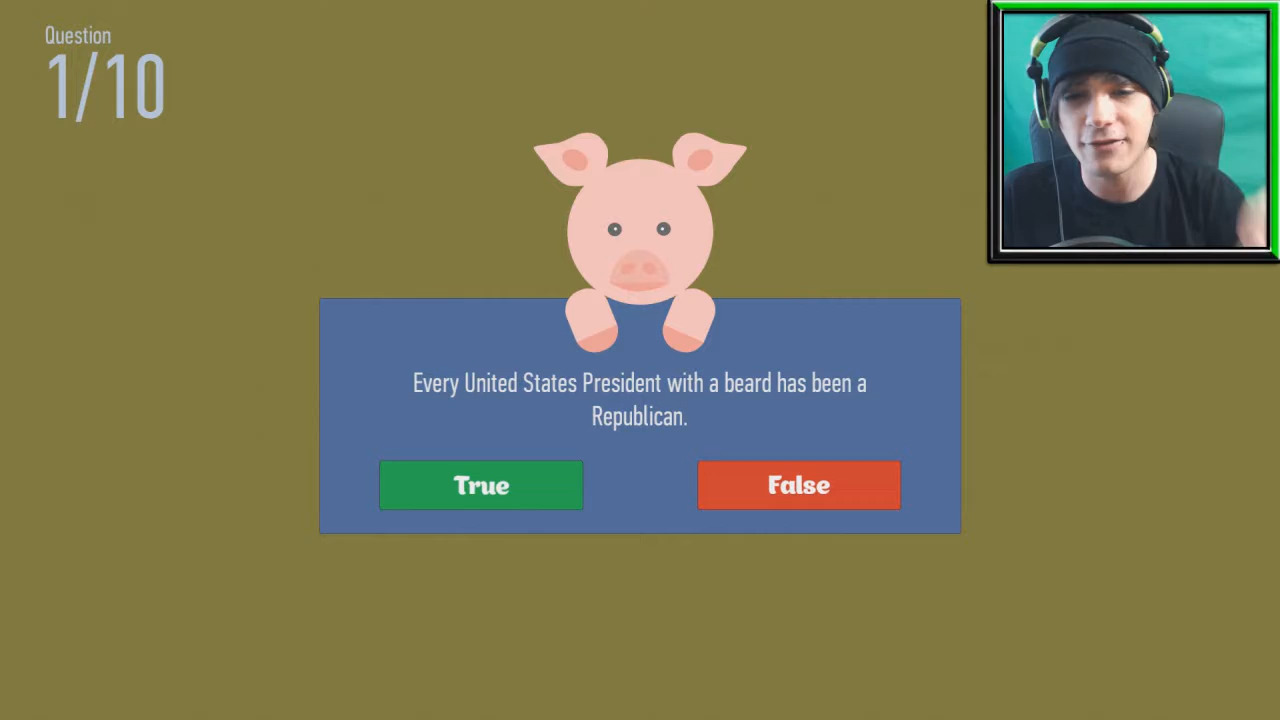 Question
1/10
Every United States President with a beard has been a
Republican.
True
False